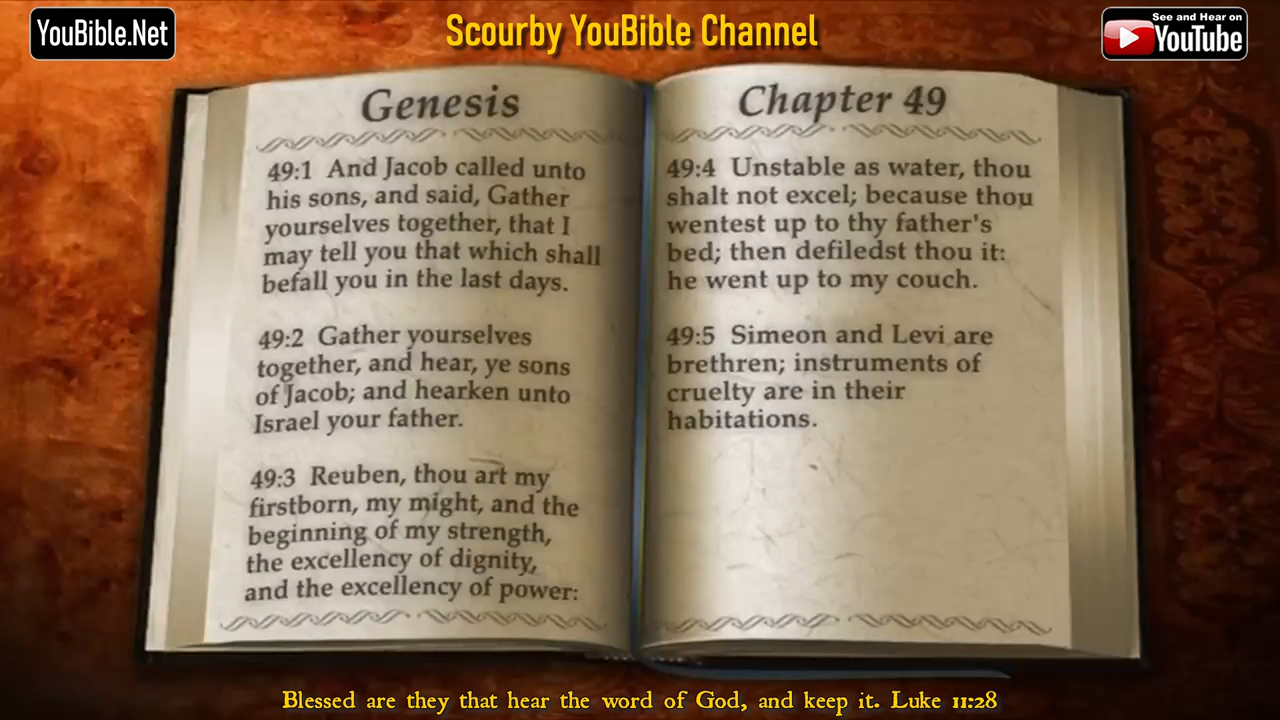 YouBible.Net
Scourby YouBible Channel
See and Hear on
YouTube
Genesis
49:1 And Jacob called unto
his sons, and said, Gather
yourselves together, that I
may tell you that which shall
befall you in the last days.
49:2 Gather yourselves
together, and hear, ye sons
of Jacob; and hearken unto
Israel your father.
49:3 Reuben, thou art my
firstborn, my might, and the
beginning of my strength,
the excellency of dignity,
and the excellency of power:
Chapter 49
49:4 Unstable as water, thou
shalt not excel; because thou
wentest up to thy father's
bed; then defiledst thou it:
he went up to my couch.
49:5 Simeon and Levi are
brethren; instruments of
cruelty are in their
habitations.
Blessed are they that hear the word of God, and keep it. Luke 11:28